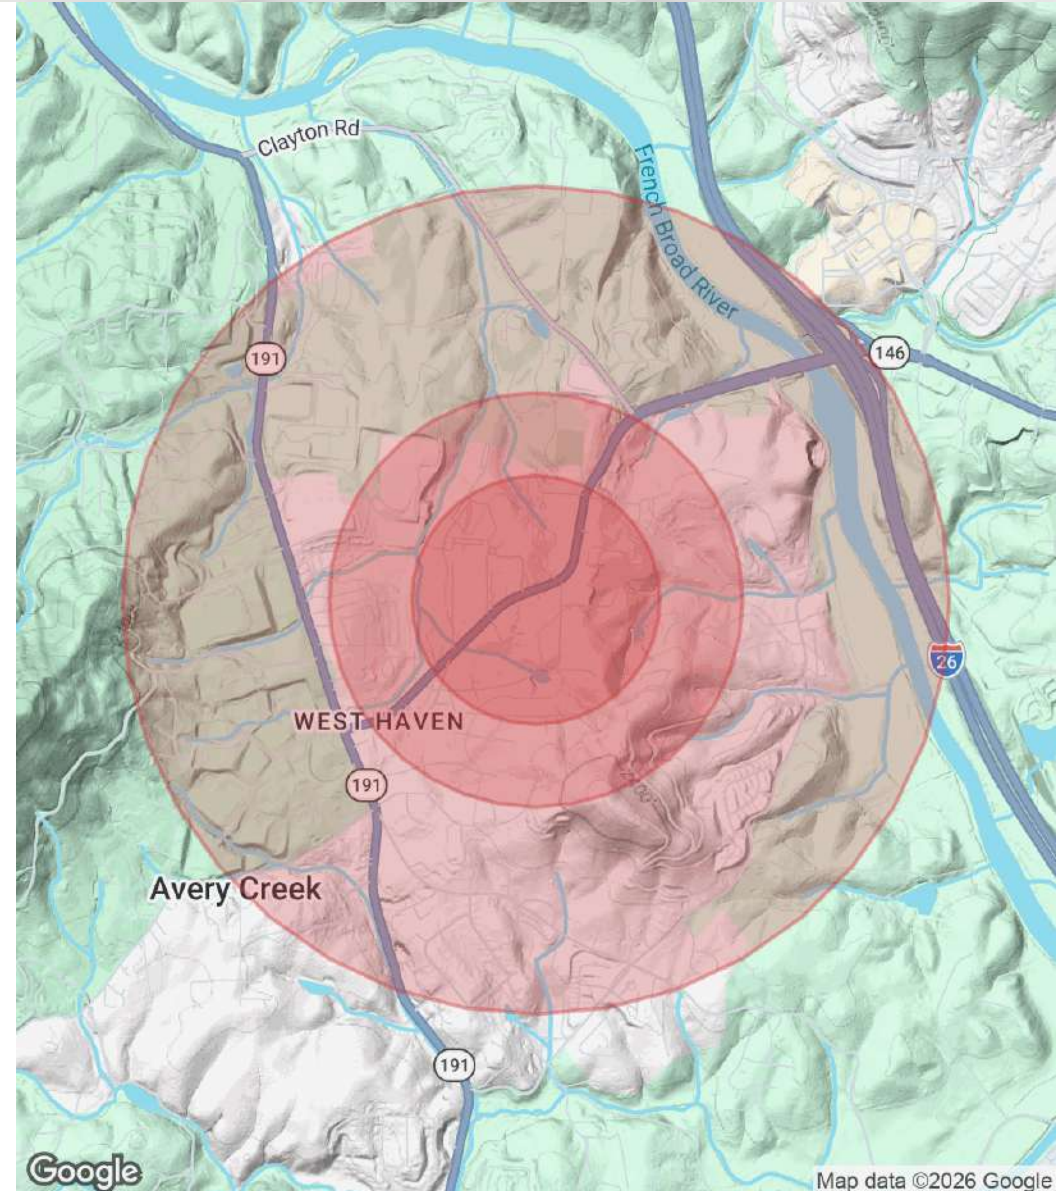 Clayton Rd
French Broad River
191
146
26
WEST HAVEN
191
Avery Creek
191
Google
Map data ©2026 Google